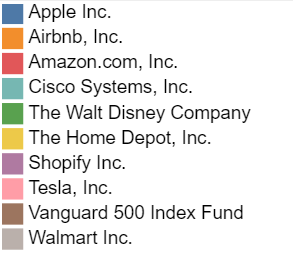 Apple Inc.
Airbnb, Inc.
Amazon.com, Inc.
Cisco Systems, Inc.
The Walt Disney Company
The Home Depot, Inc.
Shopify Inc.
Tesla, Inc.
Vanguard 500 Index Fund
Walmart Inc.